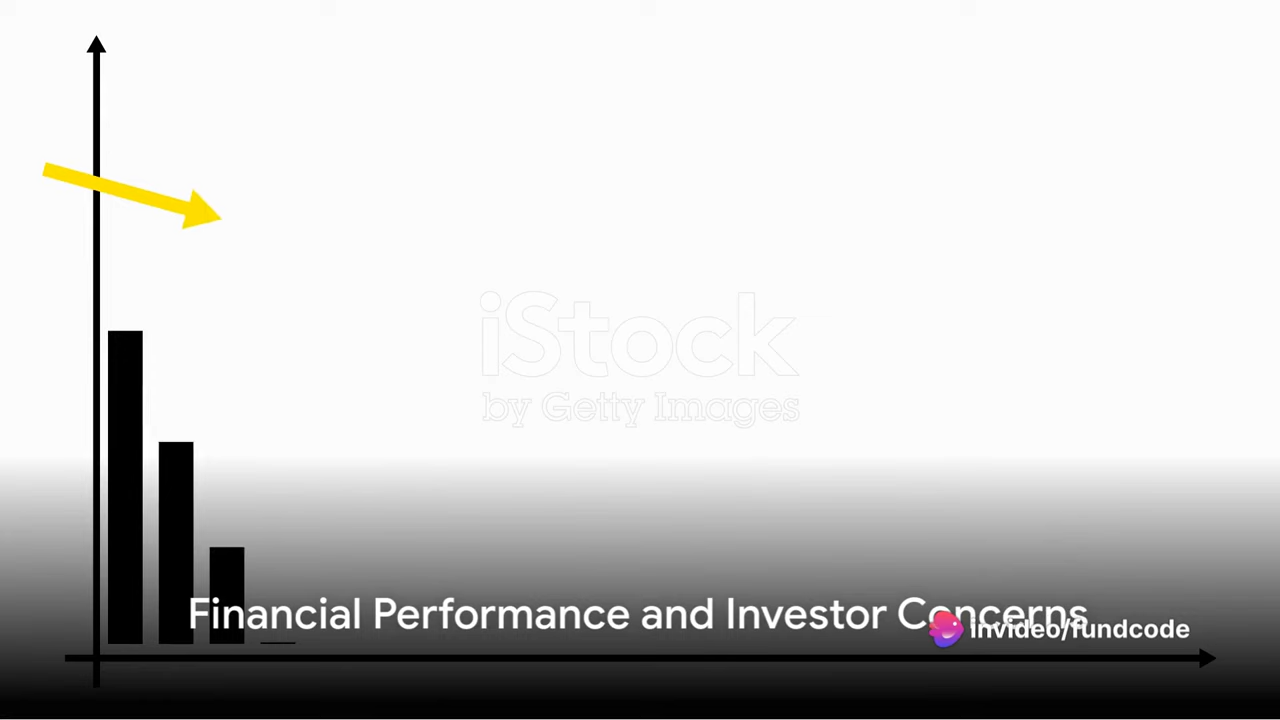 iStock
by Getty Images
Financial Performance and Investor Concerns
invideo/fundcode